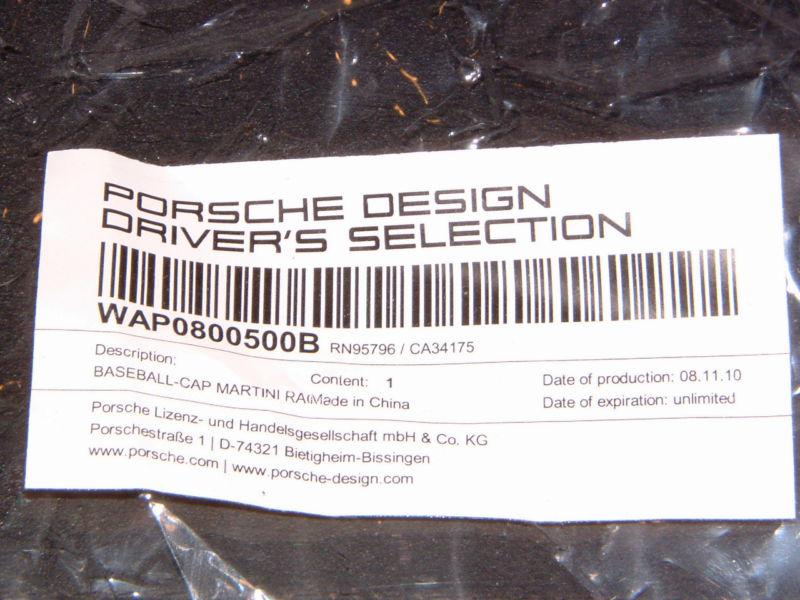 PORSCHE DESIGN
DRIVER'S SELECTION
WAP0800500B RN95796 / CA34175
Description: Content: 1 Date of production: 08.11.10
BASEBALL-CAP MARTINI RA Made in China Date of expiration: unlimited
Porsche Lizenz- und Handelsgesellschaft mbH & Co. KG
Porschestraße 1 | D-74321 Bietigheim-Bissingen
www.porsche.com | www.porsche-design.com